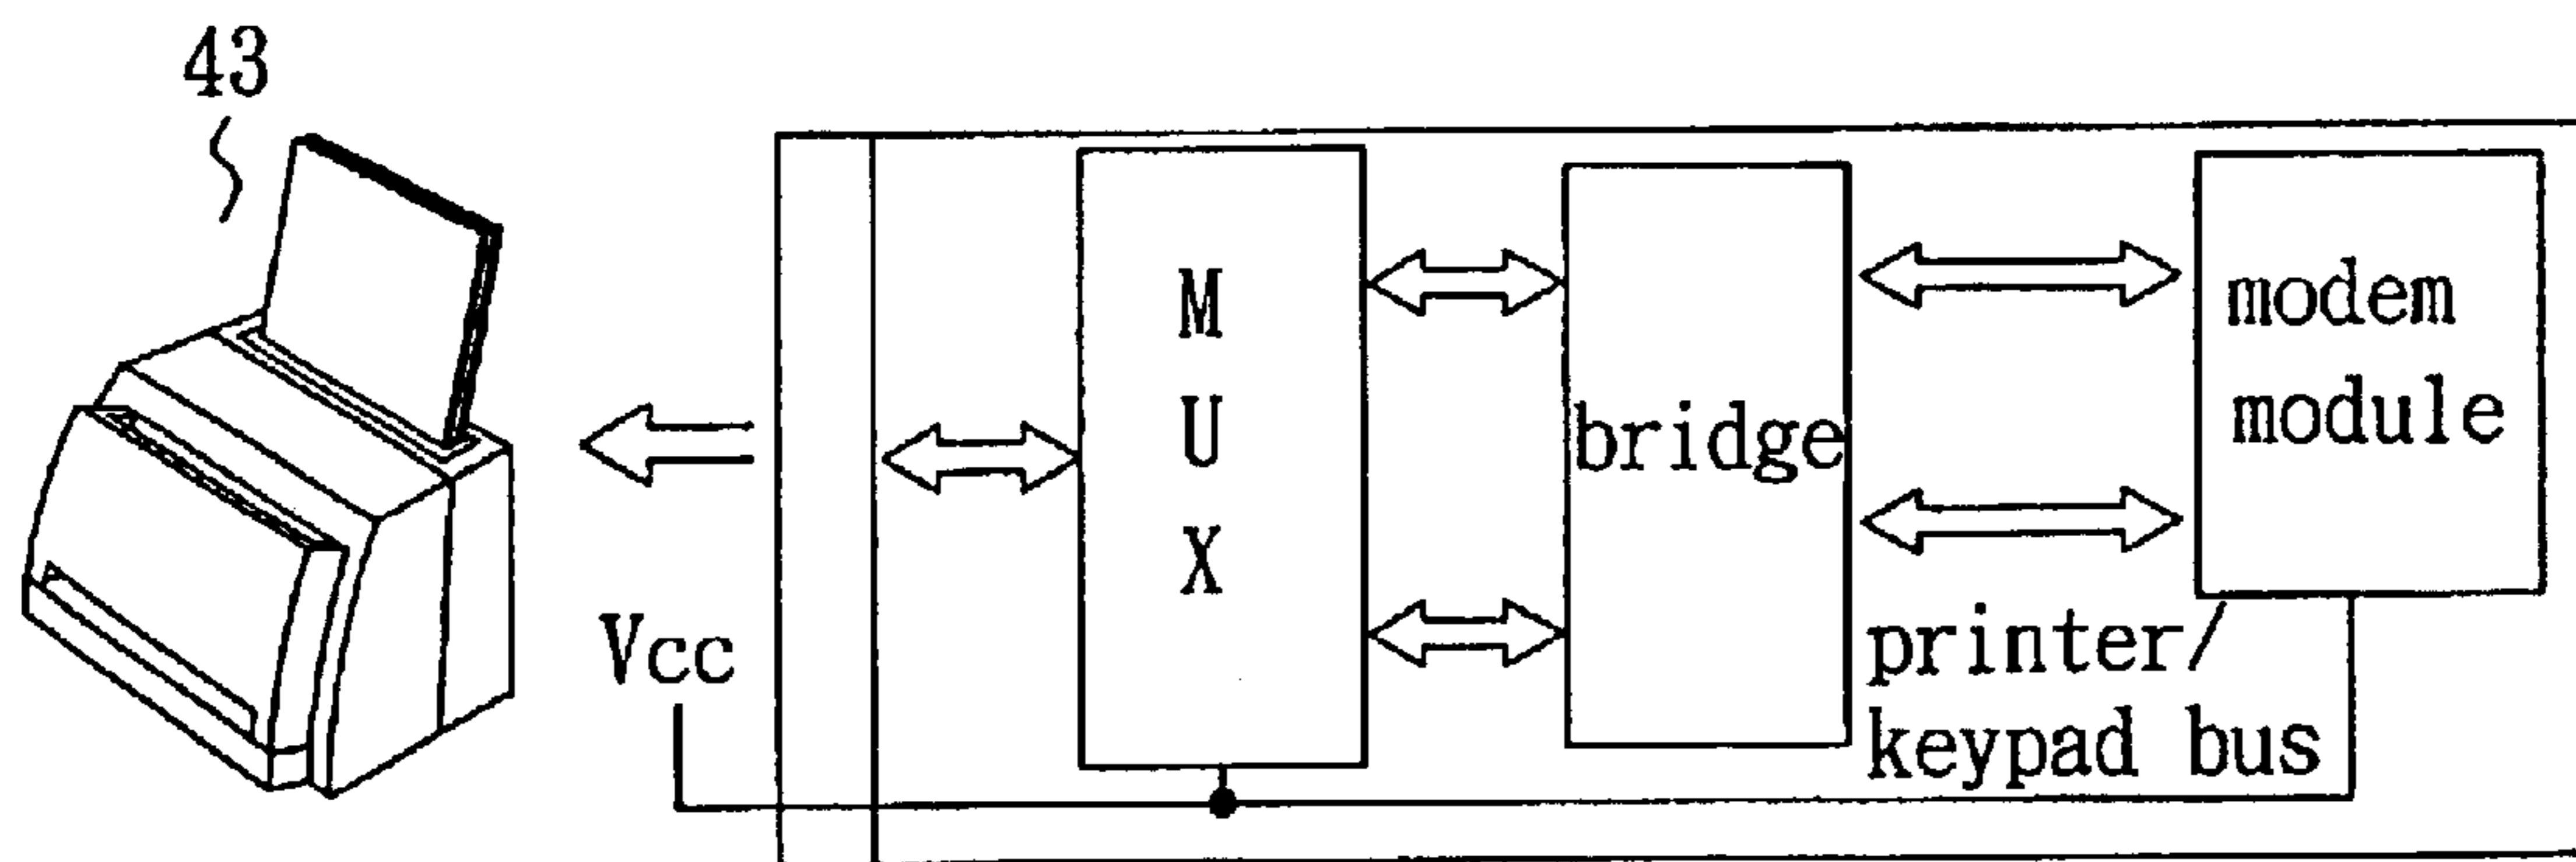 43
M
U
X
bridge
modem
module
Vcc
printer/
keypad bus